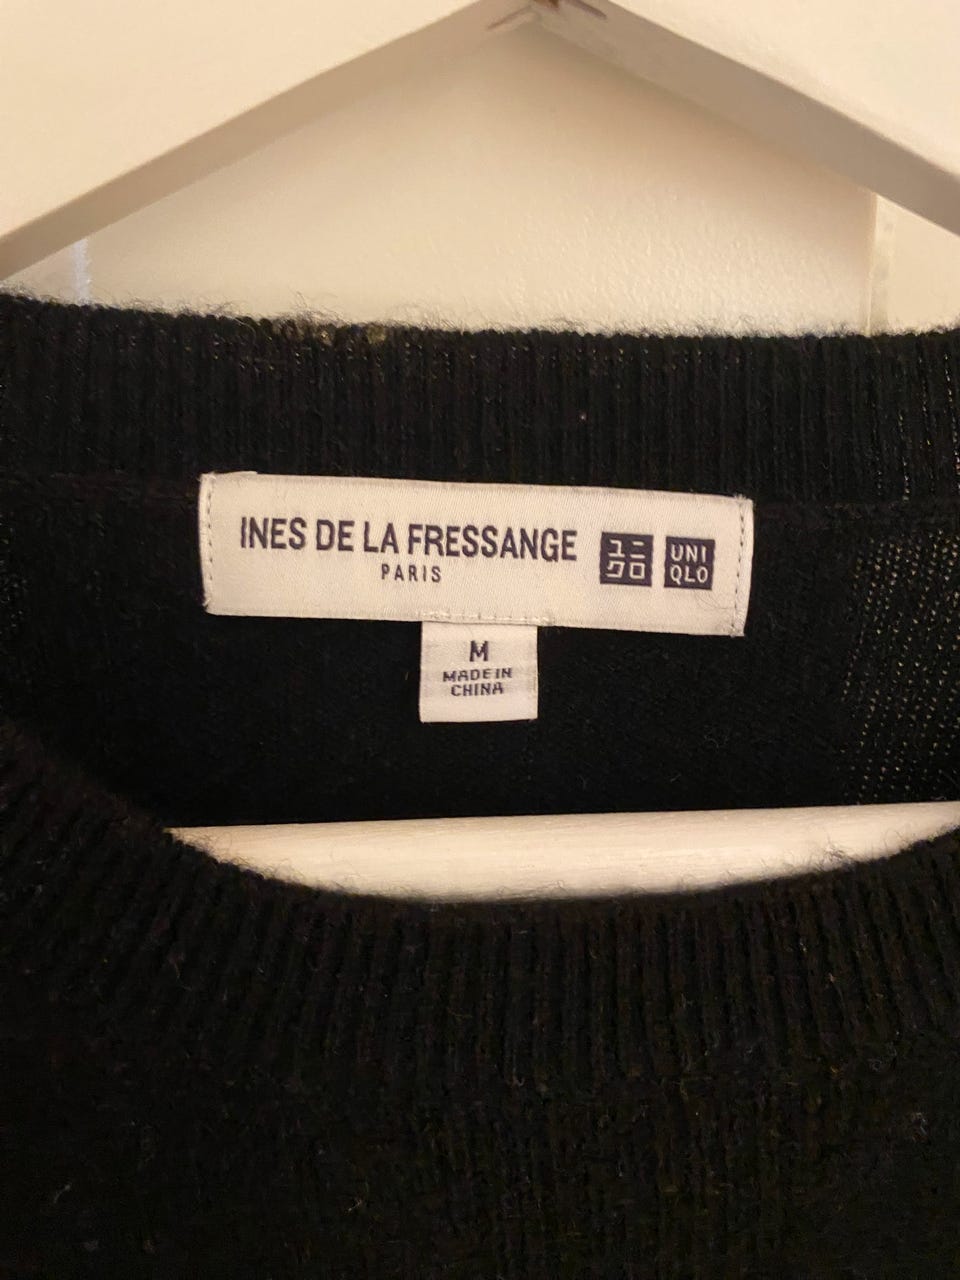 INES DE LA FRESSANGE
PARIS
ユニ
クロ
UNI
QLO
M
MADE IN
CHINA